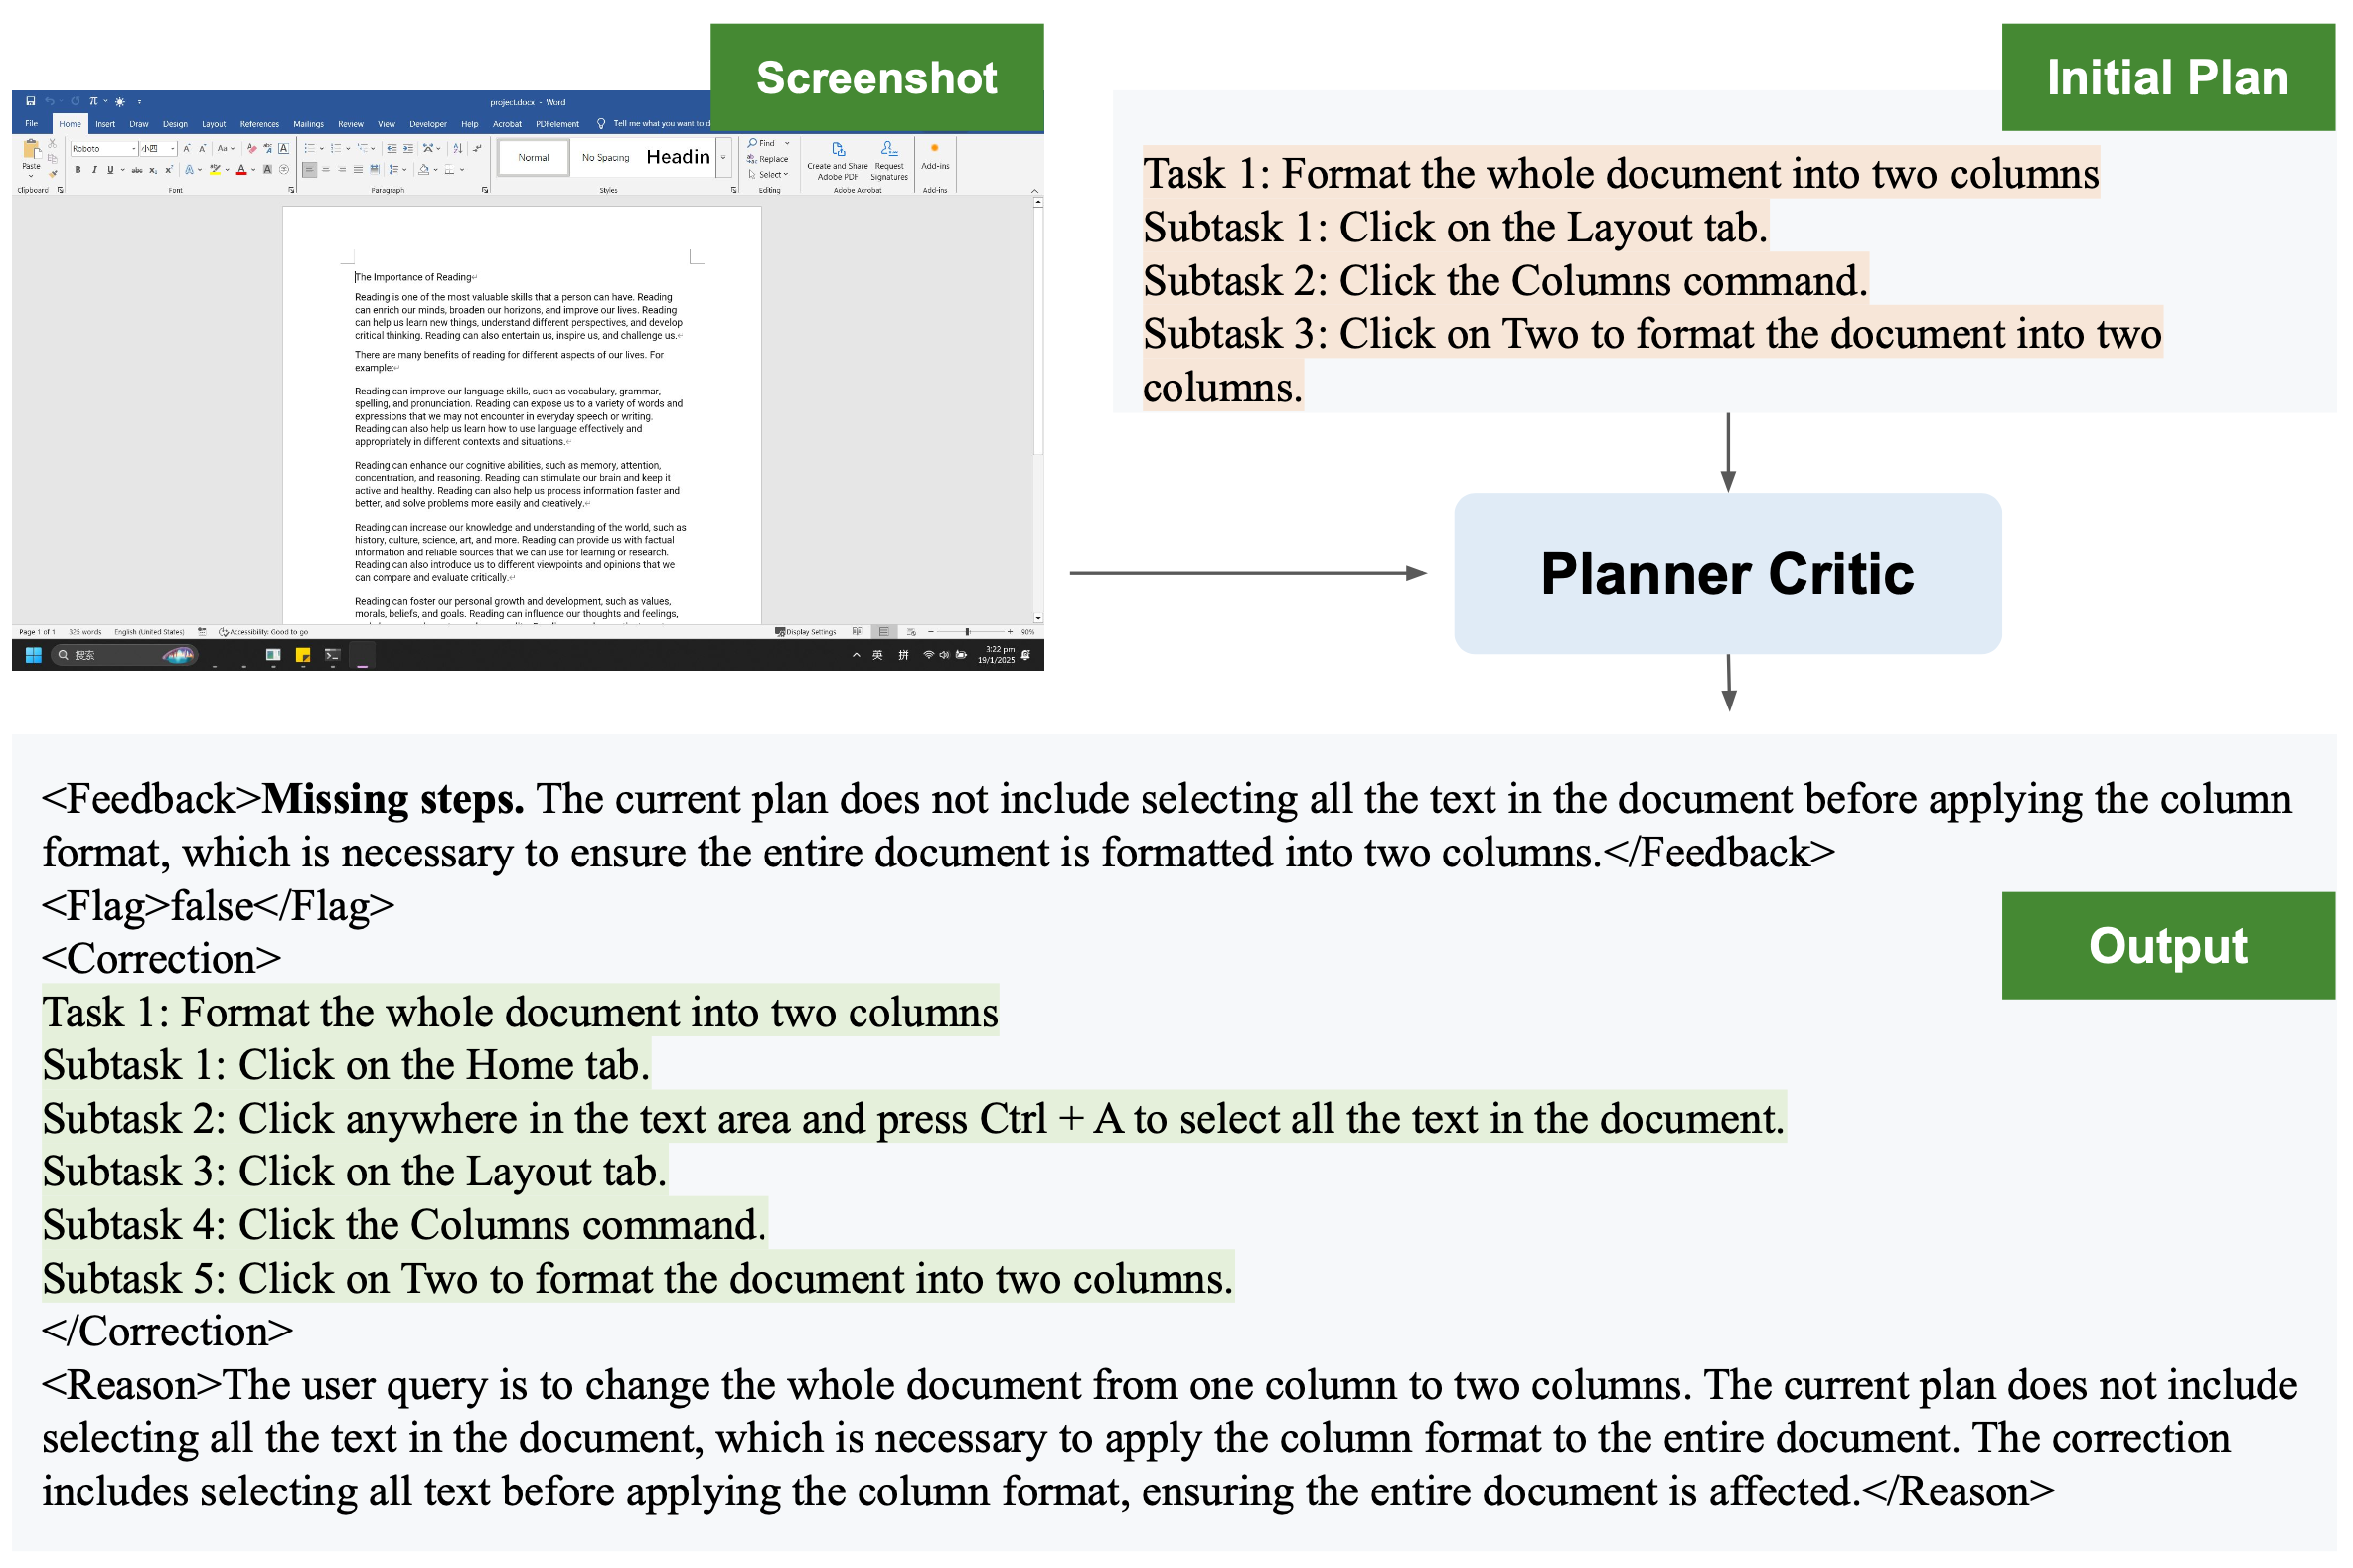 Screenshot
project.docx - Word
File Home Insert Draw Design Layout References Mailings Review View Developer Help Acrobat PDFelement Tell me what you want to d
Paste
Clipboard
Roboto
小四
Font
Paragraph
Normal
No Spacing
Headin
Styles
Find
Replace
Select
Editing
Create and Share
Adobe PDF
Request
Signatures
Adobe Acrobat
Add-ins
Add-ins
The Importance of Reading
Reading is one of the most valuable skills that a person can have. Reading
can enrich our minds, broaden our horizons, and improve our lives. Reading
can help us learn new things, understand different perspectives, and develop
critical thinking. Reading can also entertain us, inspire us, and challenge us.
There are many benefits of reading for different aspects of our lives. For
example:
Reading can improve our language skills, such as vocabulary, grammar,
spelling, and pronunciation. Reading can expose us to a variety of words and
expressions that we may not encounter in everyday speech or writing.
Reading can also help us learn how to use language effectively and
appropriately in different contexts and situations.
Reading can enhance our cognitive abilities, such as memory, attention,
concentration, and reasoning. Reading can stimulate our brain and keep it
active and healthy. Reading can also help us process information faster and
better, and solve problems more easily and creatively.
Reading can increase our knowledge and understanding of the world, such as
history, culture, science, art, and more. Reading can provide us with factual
information and reliable sources that we can use for learning or research.
Reading can also introduce us to different viewpoints and opinions that we
can compare and evaluate critically.
Reading can foster our personal growth and development, such as values,
morals, beliefs, and goals. Reading can influence our thoughts and feelings,
Page 1 of 1 325 words English (United States) Accessibility: Good to go Display Settings 90%
搜索
英 拼
3:22 pm
19/1/2025
Initial Plan
Task 1: Format the whole document into two columns
Subtask 1: Click on the Layout tab.
Subtask 2: Click the Columns command.
Subtask 3: Click on Two to format the document into two
columns.
Planner Critic
<Feedback>Missing steps. The current plan does not include selecting all the text in the document before applying the column
format, which is necessary to ensure the entire document is formatted into two columns.</Feedback>
<Flag>false</Flag>
Output
<Correction>
Task 1: Format the whole document into two columns
Subtask 1: Click on the Home tab.
Subtask 2: Click anywhere in the text area and press Ctrl + A to select all the text in the document.
Subtask 3: Click on the Layout tab.
Subtask 4: Click the Columns command.
Subtask 5: Click on Two to format the document into two columns.
</Correction>
<Reason>The user query is to change the whole document from one column to two columns. The current plan does not include
selecting all the text in the document, which is necessary to apply the column format to the entire document. The correction
includes selecting all text before applying the column format, ensuring the entire document is affected.</Reason>